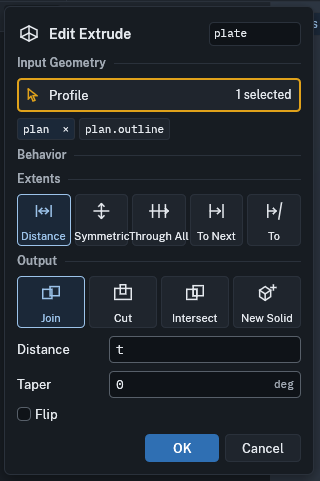 Edit Extrude plate
Input Geometry
Profile 1 selected
plan × plan.outline
Behavior
Extents
Distance Symmetric Through All To Next To
Output
Join Cut Intersect New Solid
Distance t
Taper 0 deg
Flip
OK Cancel